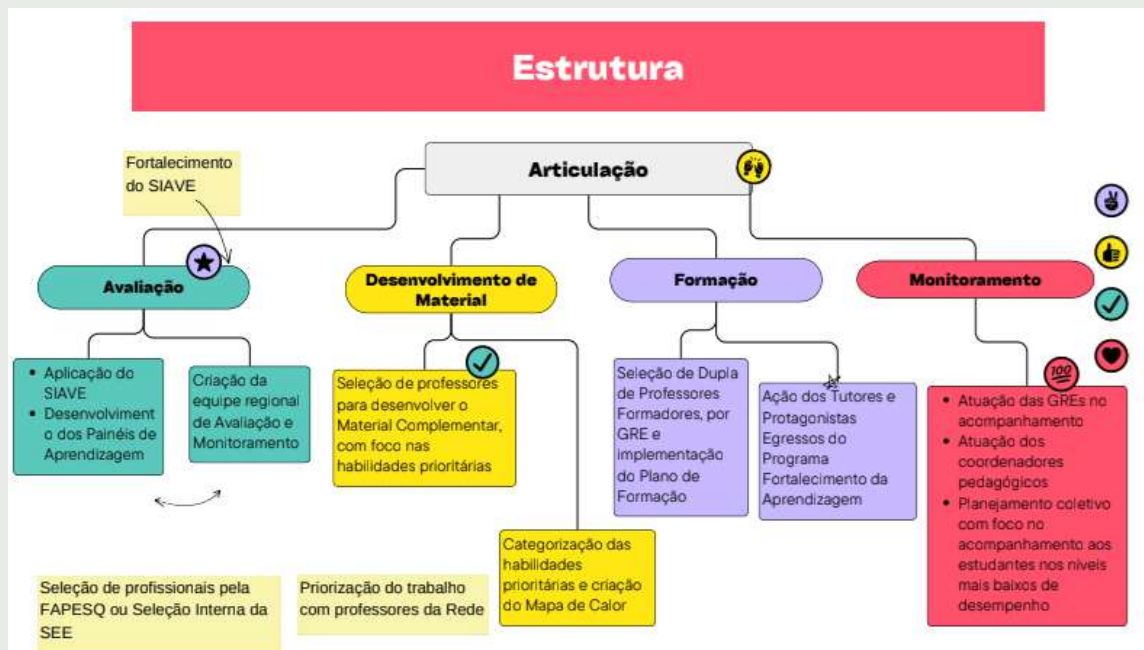 Estrutura
Articulação
Fortalecimento
do SIAVE
Avaliação
Desenvolvimento de
Material
Formação
Monitoramento
• Aplicação do
SIAVE
• Desenvolviment
o dos Painéis de
Aprendizagem
Criação da
equipe regional
de Avaliação e
Monitoramento
Seleção de professores
para desenvolver o
Material Complementar,
com foco nas
habilidades prioritárias
Categorização das
habilidades
prioritárias e criação
do Mapa de Calor
Seleção de Dupla
de Professores
Formadores, por
GRE e
implementação
do Plano de
Formação
Ação dos Tutores e
Protagonistas
Egressos do
Programa
Fortalecimento da
Aprendizagem
100
• Atuação das GREs no
acompanhamento
• Atuação dos
coordenadores
pedagógicos
• Planejamento coletivo
com foco no
acompanhamento aos
estudantes nos níveis
mais baixos de
desempenho
Seleção de profissionais pela
FAPESQ ou Seleção Interna da
SEE
Priorização do trabalho
com professores da Rede